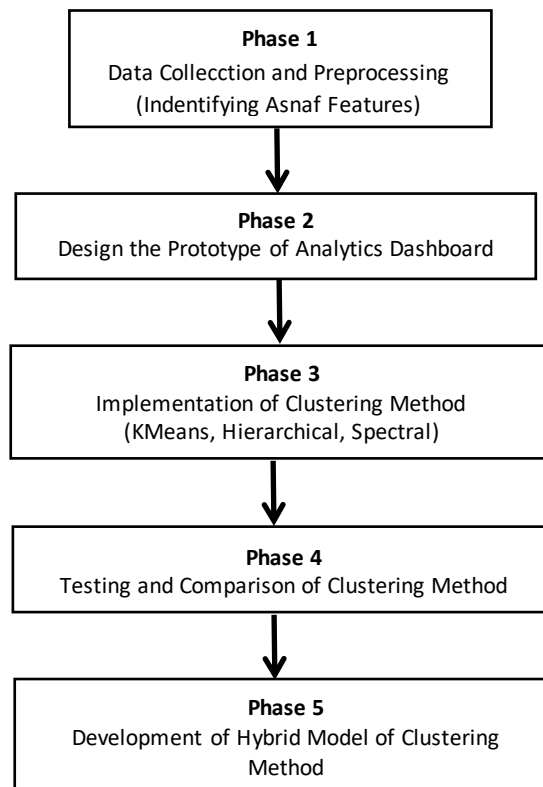 Phase 1
Data Collecction and Preprocessing
(Indentifying Asnaf Features)
Phase 2
Design the Prototype of Analytics Dashboard
Phase 3
Implementation of Clustering Method
(KMeans, Hierarchical, Spectral)
Phase 4
Testing and Comparison of Clustering Method
Phase 5
Development of Hybrid Model of Clustering
Method